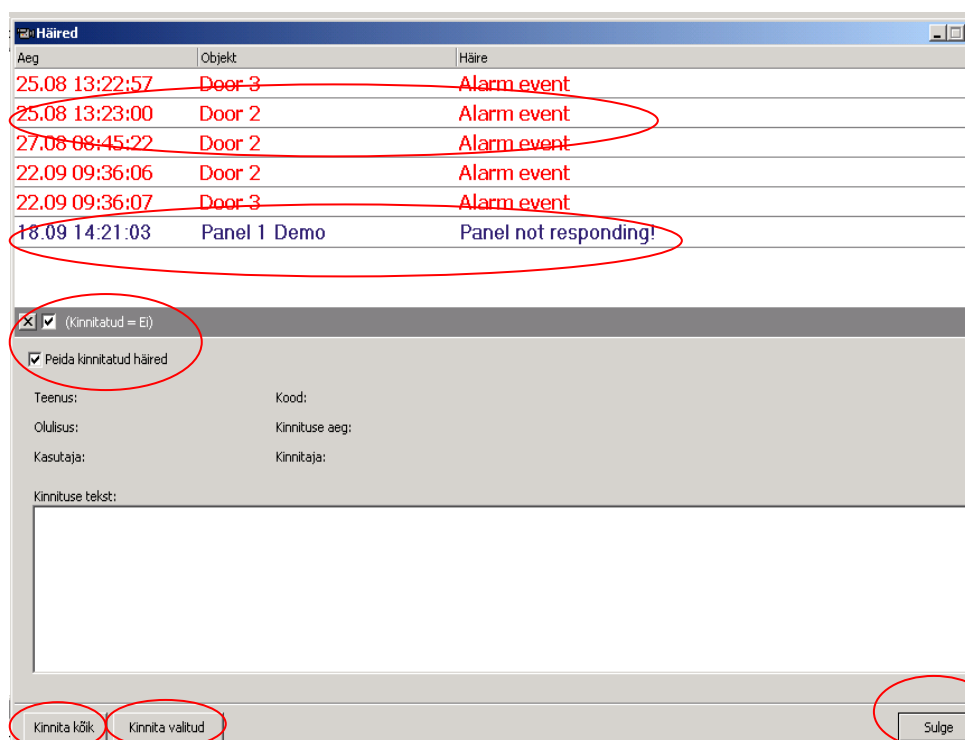 Häired
Aeg Objekt Häire
25.08 13:22:57 Door 3 Alarm event
25.08 13:23:00 Door 2 Alarm event
27.08 08:45:22 Door 2 Alarm event
22.09 09:36:06 Door 2 Alarm event
22.09 09:36:07 Door 3 Alarm event
18.09 14:21:03 Panel 1 Demo Panel not responding!
(Kinnitatud = Ei)
Peida kinnitatud häired
Teenus: Kood:
Olulisus: Kinnituse aeg:
Kasutaja: Kinnitaja:
Kinnituse tekst:
Kinnita kõik Kinnita valitud Sulge